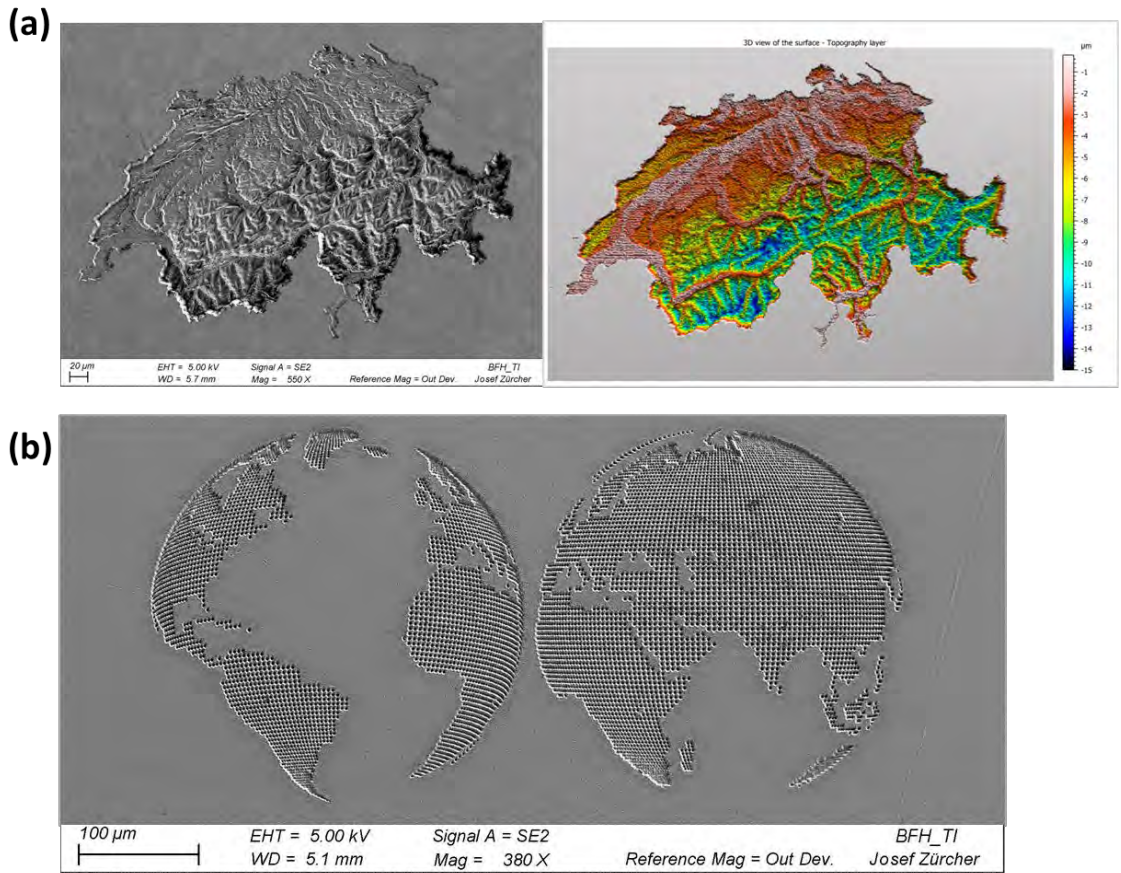 (a)
3D view of the surface - Topography layer
µm
-1
-2
-3
-4
-5
-6
-7
-8
-9
-10
-11
-12
-13
-14
-15
20 µm
EHT = 5.00 kV Signal A = SE2 BFH_TI
WD = 5.7 mm Mag = 550 X Reference Mag = Out Dev. Josef Zürcher
(b)
100 µm
EHT = 5.00 kV Signal A = SE2 BFH_TI
WD = 5.1 mm Mag = 380 X Reference Mag = Out Dev. Josef Zürcher